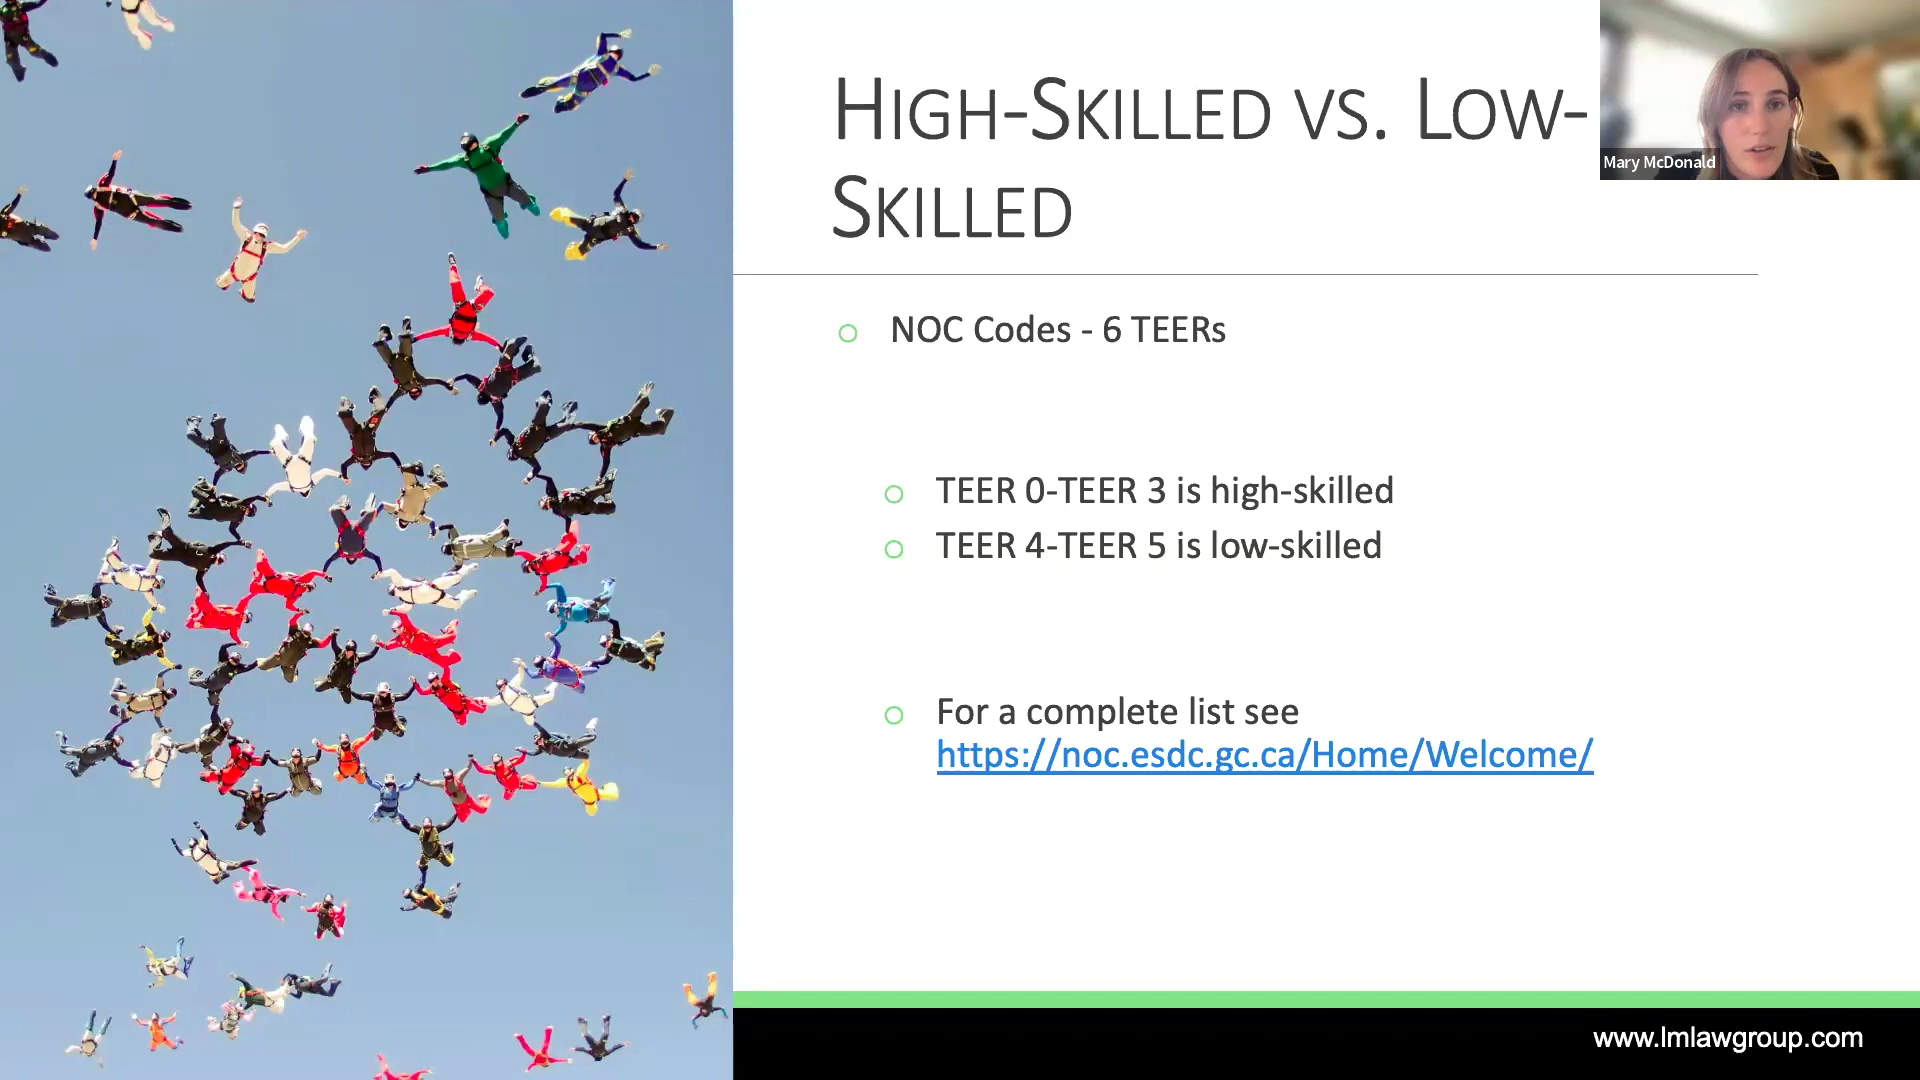 HIGH-SKILLED VS. LOW-
SKILLED
Mary McDonald
NOC Codes - 6 TEERs
TEER 0-TEER 3 is high-skilled
TEER 4-TEER 5 is low-skilled
For a complete list see
https://noc.esdc.gc.ca/Home/Welcome/
www.lmlawgroup.com